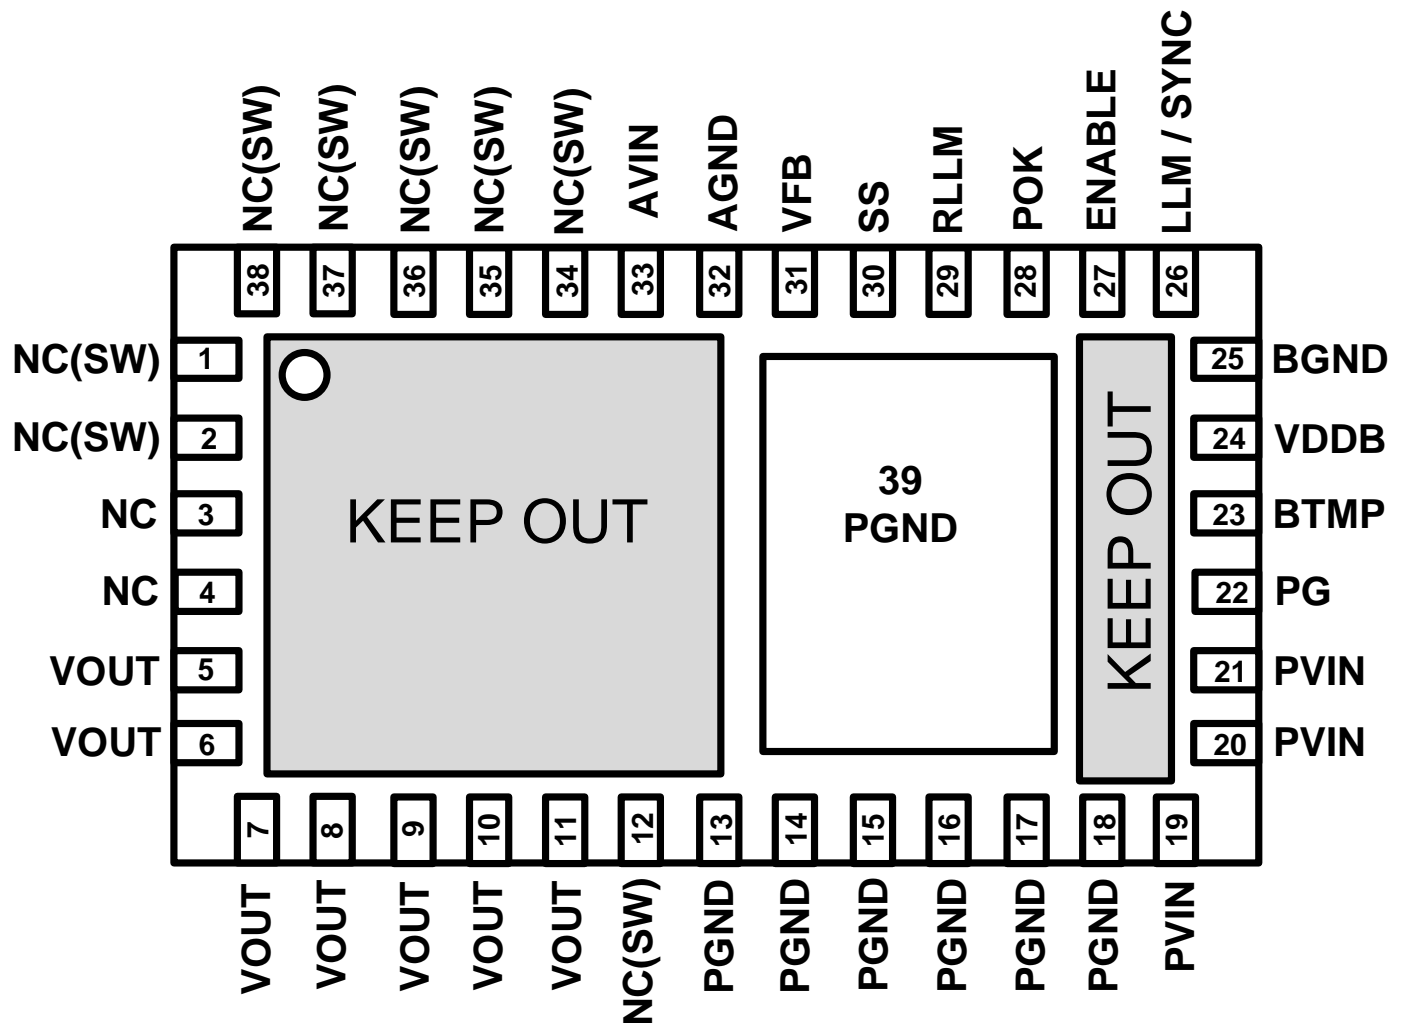 NC(SW)
NC(SW)
NC(SW)
NC(SW)
NC(SW)
AVIN
AGND
VFB
SS
RLLM
POK
ENABLE
LLM / SYNC
38
37
36
35
34
33
32
31
30
29
28
27
26
NC(SW) 1
NC(SW) 2
NC 3
NC 4
VOUT 5
VOUT 6
KEEP OUT
39
PGND
KEEP OUT
25 BGND
24 VDDB
23 BTMP
22 PG
21 PVIN
20 PVIN
7
8
9
10
11
12
13
14
15
16
17
18
19
VOUT
VOUT
VOUT
VOUT
VOUT
NC(SW)
PGND
PGND
PGND
PGND
PGND
PGND
PVIN